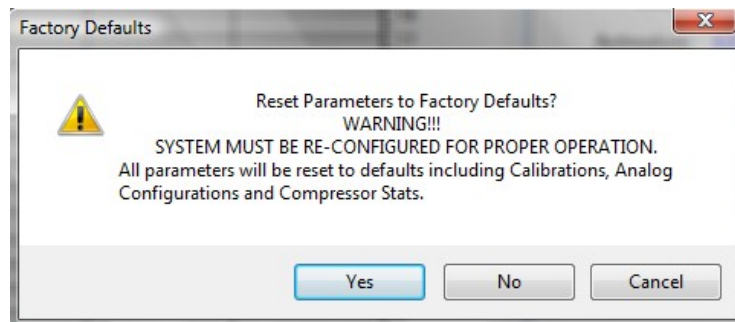 Factory Defaults
Reset Parameters to Factory Defaults?
WARNING!!!
SYSTEM MUST BE RE-CONFIGURED FOR PROPER OPERATION.
All parameters will be reset to defaults including Calibrations, Analog
Configurations and Compressor Stats.
Yes
No
Cancel